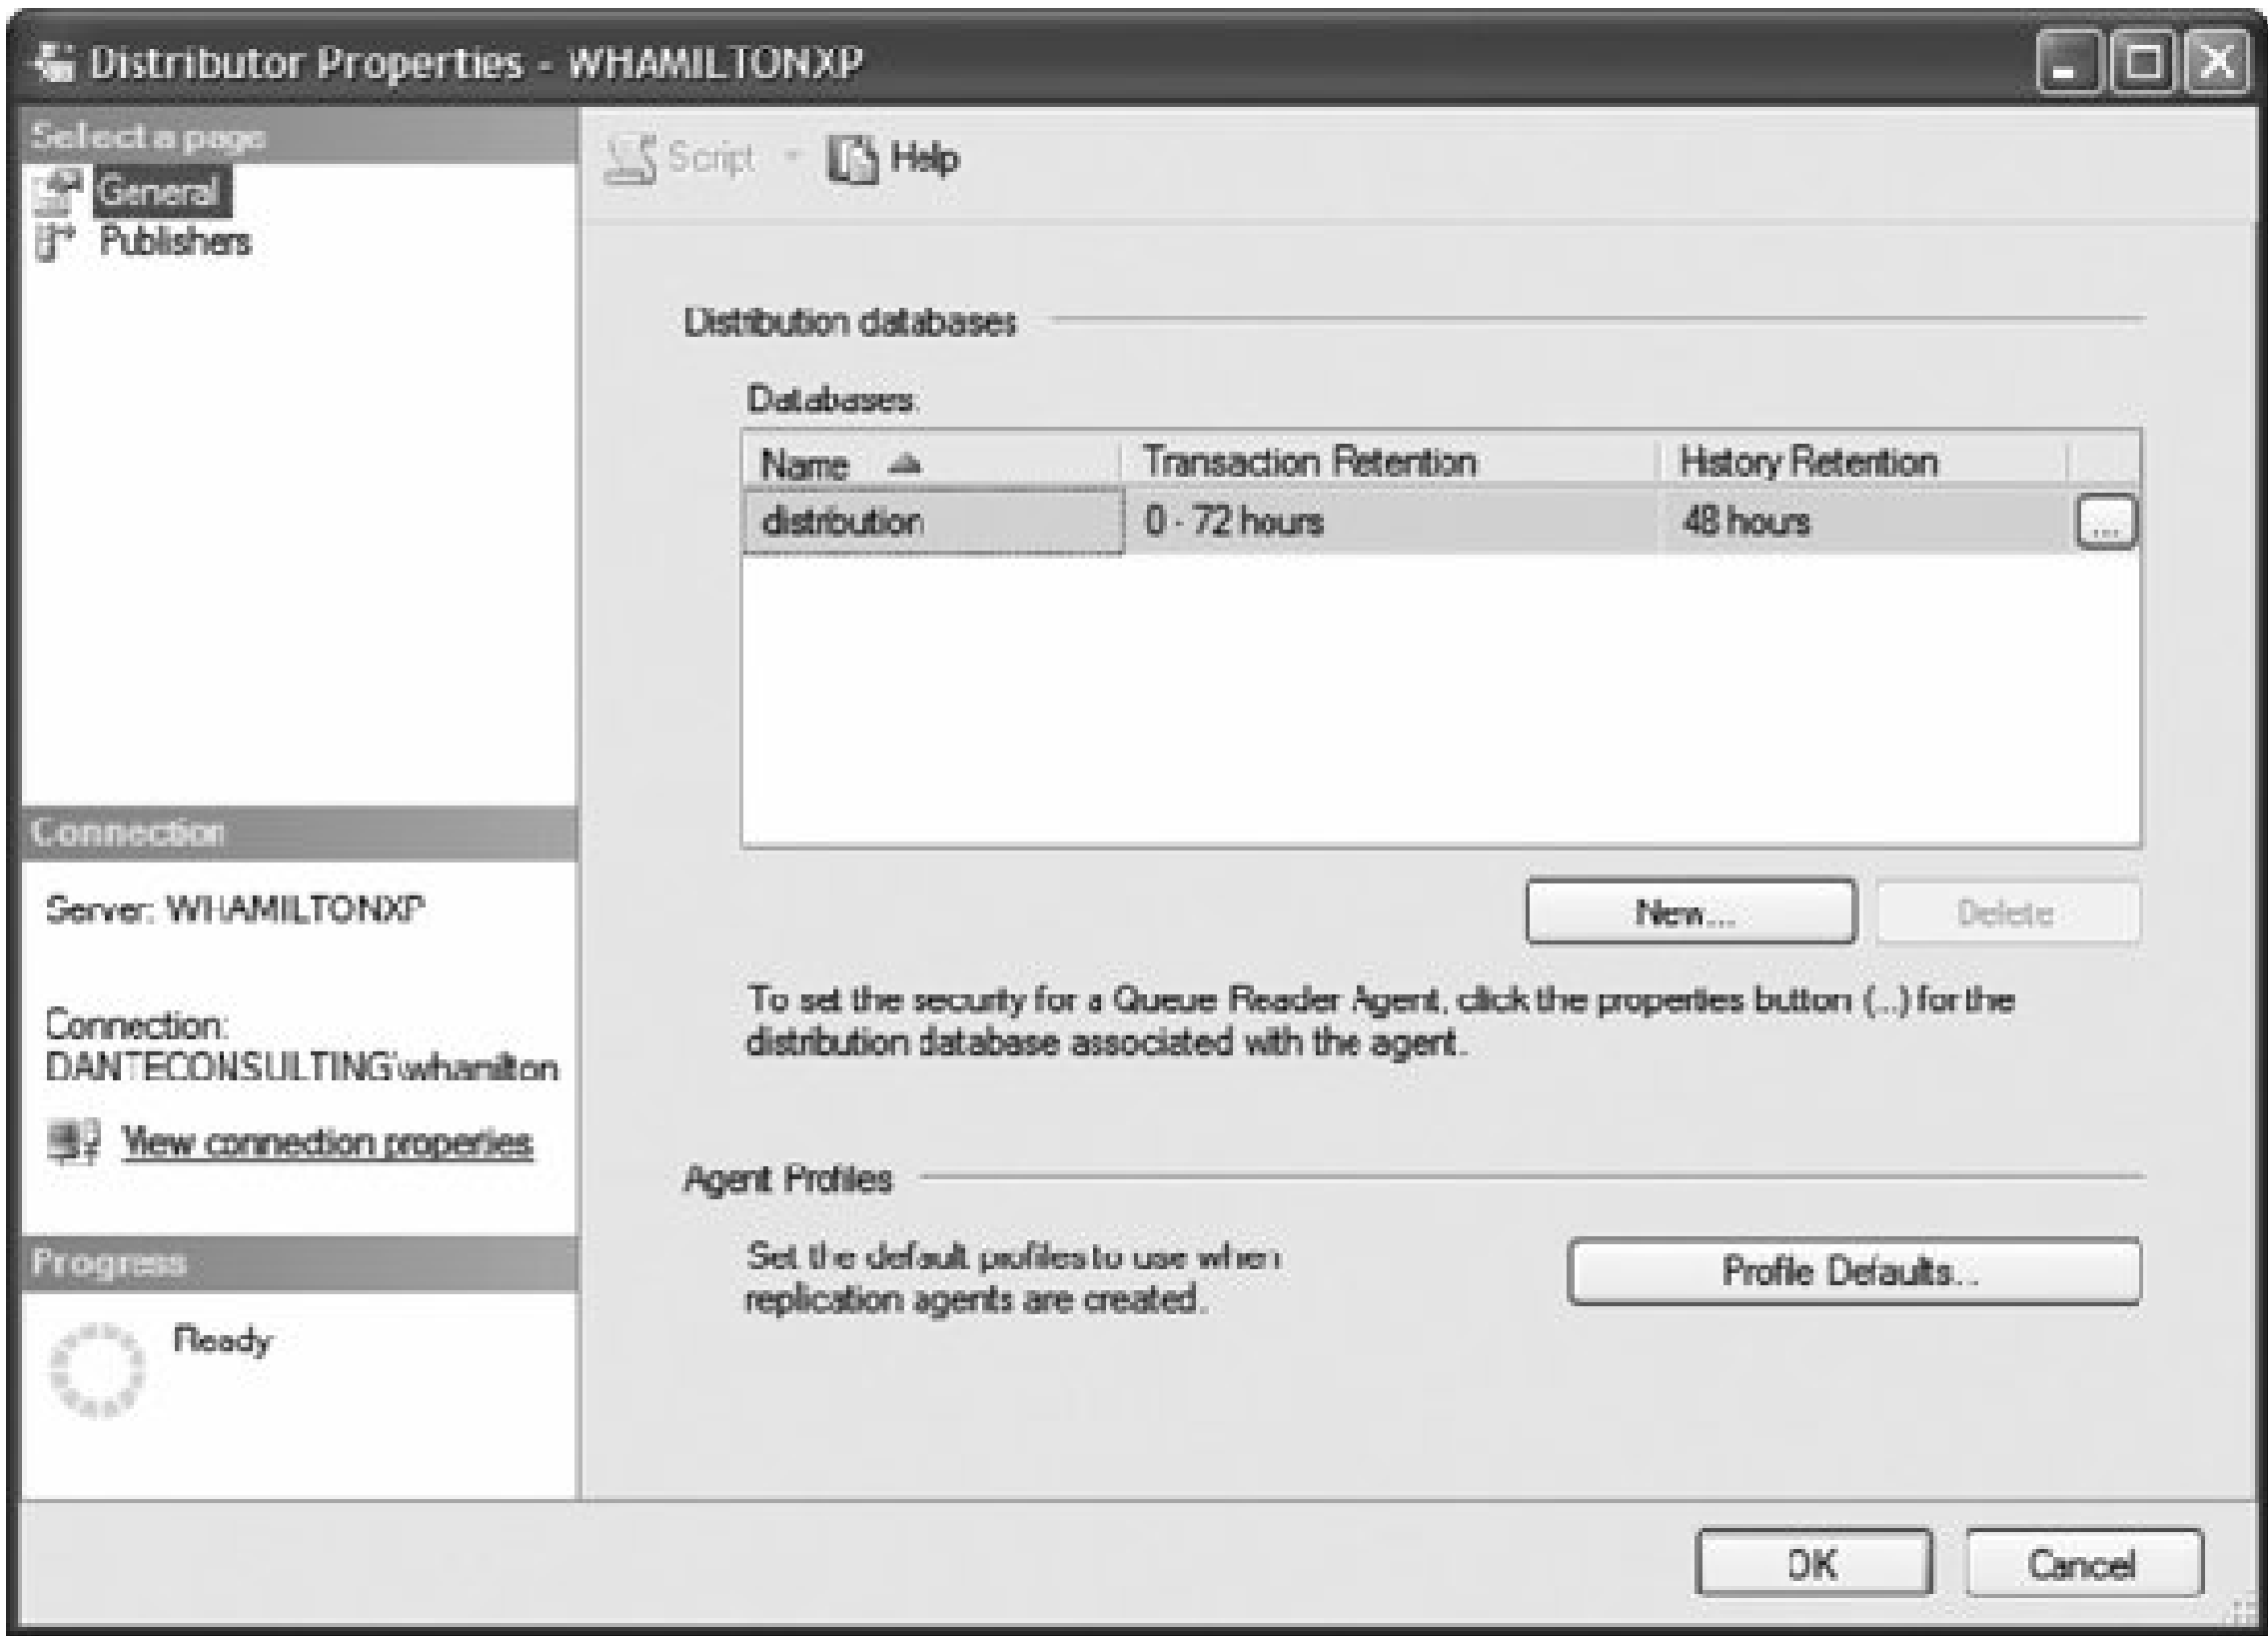 Distributor Properties - WHAMILTONXP
Select a page
General
Publishers
Script
Help
Distribution databases
Databases:
Name
Transaction Retention
History Retention
distribution
0 - 72 hours
48 hours
...
New...
Delete
To set the security for a Queue Reader Agent, click the properties button (...) for the
distribution database associated with the agent.
Agent Profiles
Set the default profiles to use when
replication agents are created.
Profile Defaults...
Connection
Server: WHAMILTONXP
Connection:
DANTECONSULTING\whamilton
View connection properties
Progress
Ready
OK
Cancel